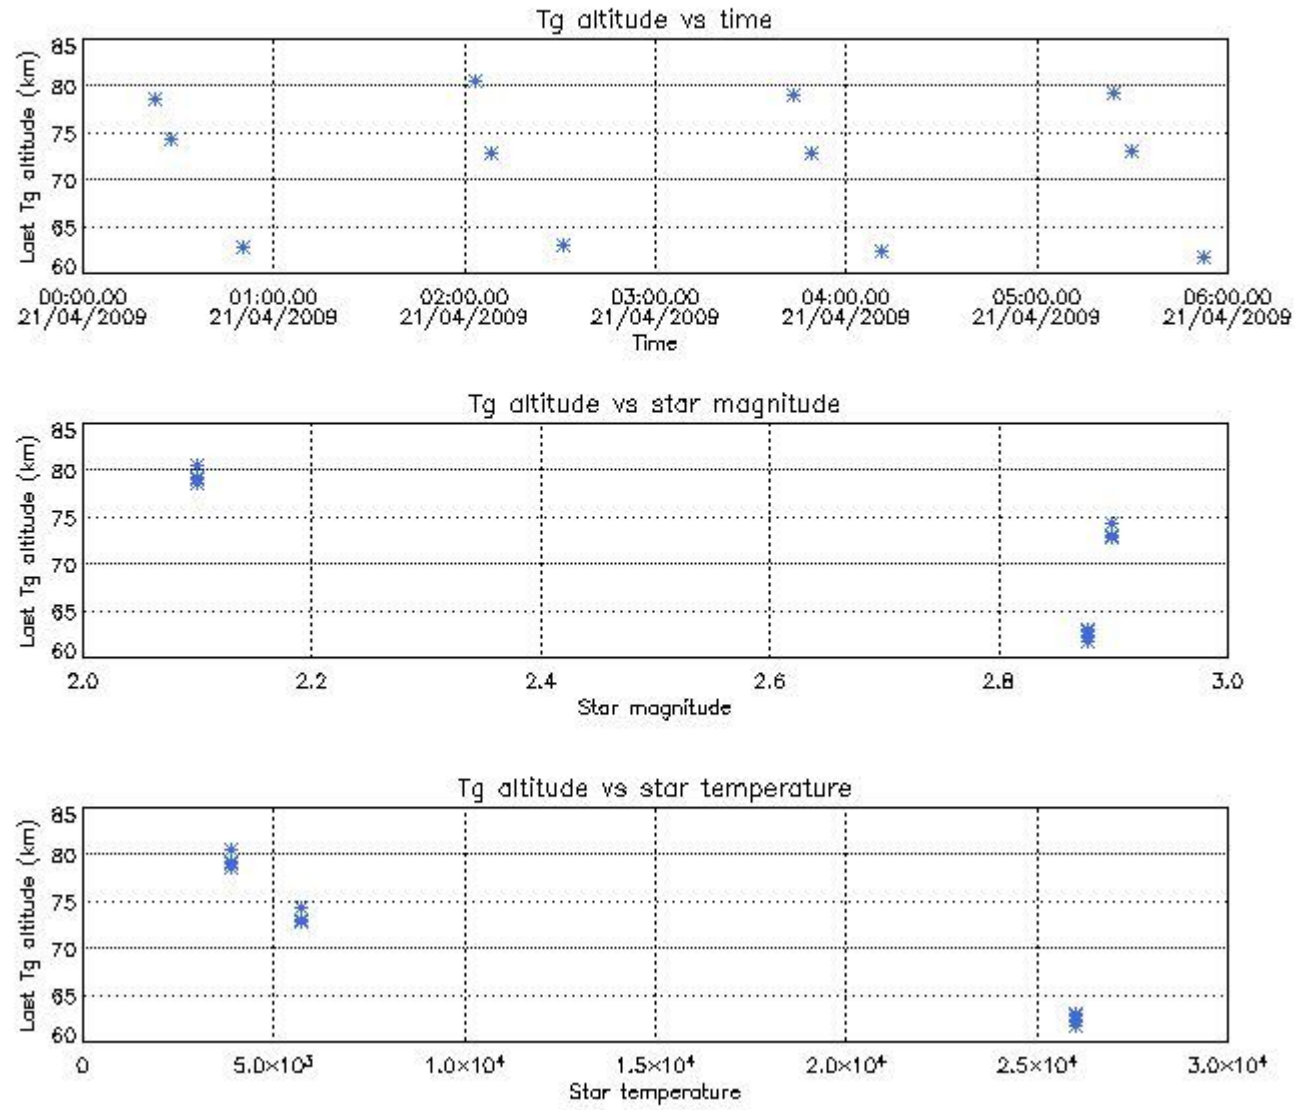 Tg altitude vs time
Last Tg altitude (km)
85
80
75
70
65
60
00:00.00 01:00.00 02:00.00 03:00.00 04:00.00 05:00.00 06:00.00
21/04/2009 21/04/2009 21/04/2009 21/04/2009 21/04/2009 21/04/2009 21/04/2009
Time
Tg altitude vs star magnitude
Last Tg altitude (km)
85
80
75
70
65
60
2.0 2.2 2.4 2.6 2.8 3.0
Star magnitude
Tg altitude vs star temperature
Last Tg altitude (km)
85
80
75
70
65
60
0 5.0×10³ 1.0×10⁴ 1.5×10⁴ 2.0×10⁴ 2.5×10⁴ 3.0×10⁴
Star temperature